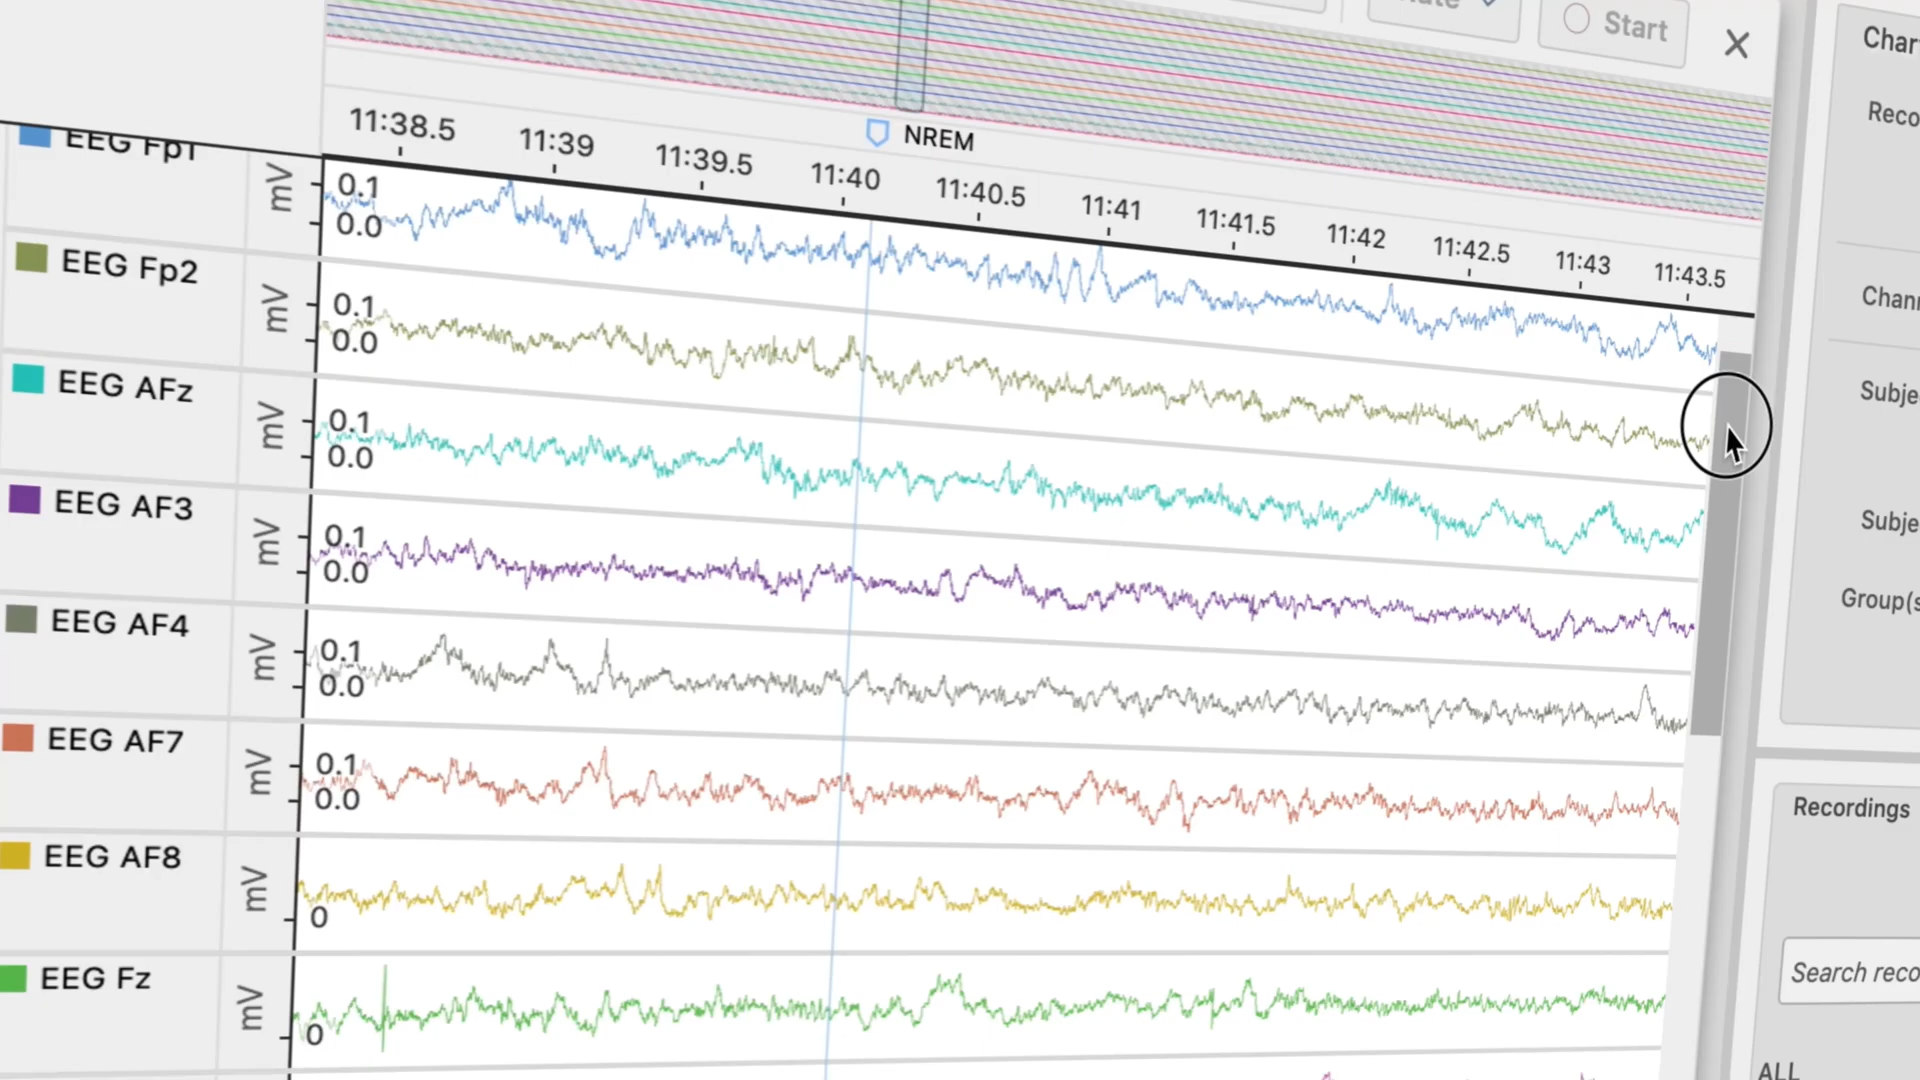 Start
Char
Reco
11:38.5 11:39 11:39.5 11:40 11:40.5 11:41 11:41.5 11:42 11:42.5 11:43 11:43.5
NREM
EEG Fp1
mV
0.1
0.0
EEG Fp2
mV
0.1
0.0
EEG AFz
mV
0.1
0.0
EEG AF3
mV
0.1
0.0
EEG AF4
mV
0.1
0.0
EEG AF7
mV
0.1
0.0
EEG AF8
mV
0
EEG Fz
mV
0
Chann
Subje
Subje
Group(s
Recordings
Search reco
ALL